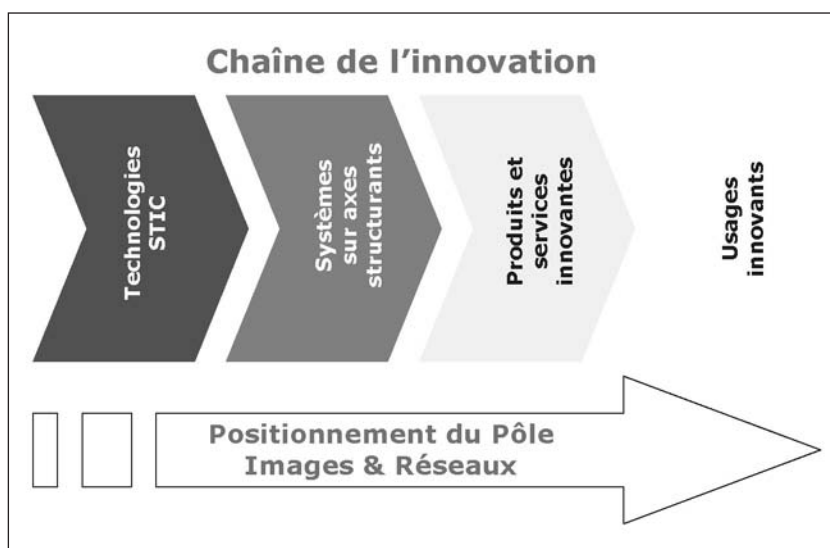 Chaîne de l'innovation
Technologies
STIC
Systèmes
sur axes
structurants
Produits et
services
innovantes
Usages
innovants
Positionnement du Pôle
Images & Réseaux